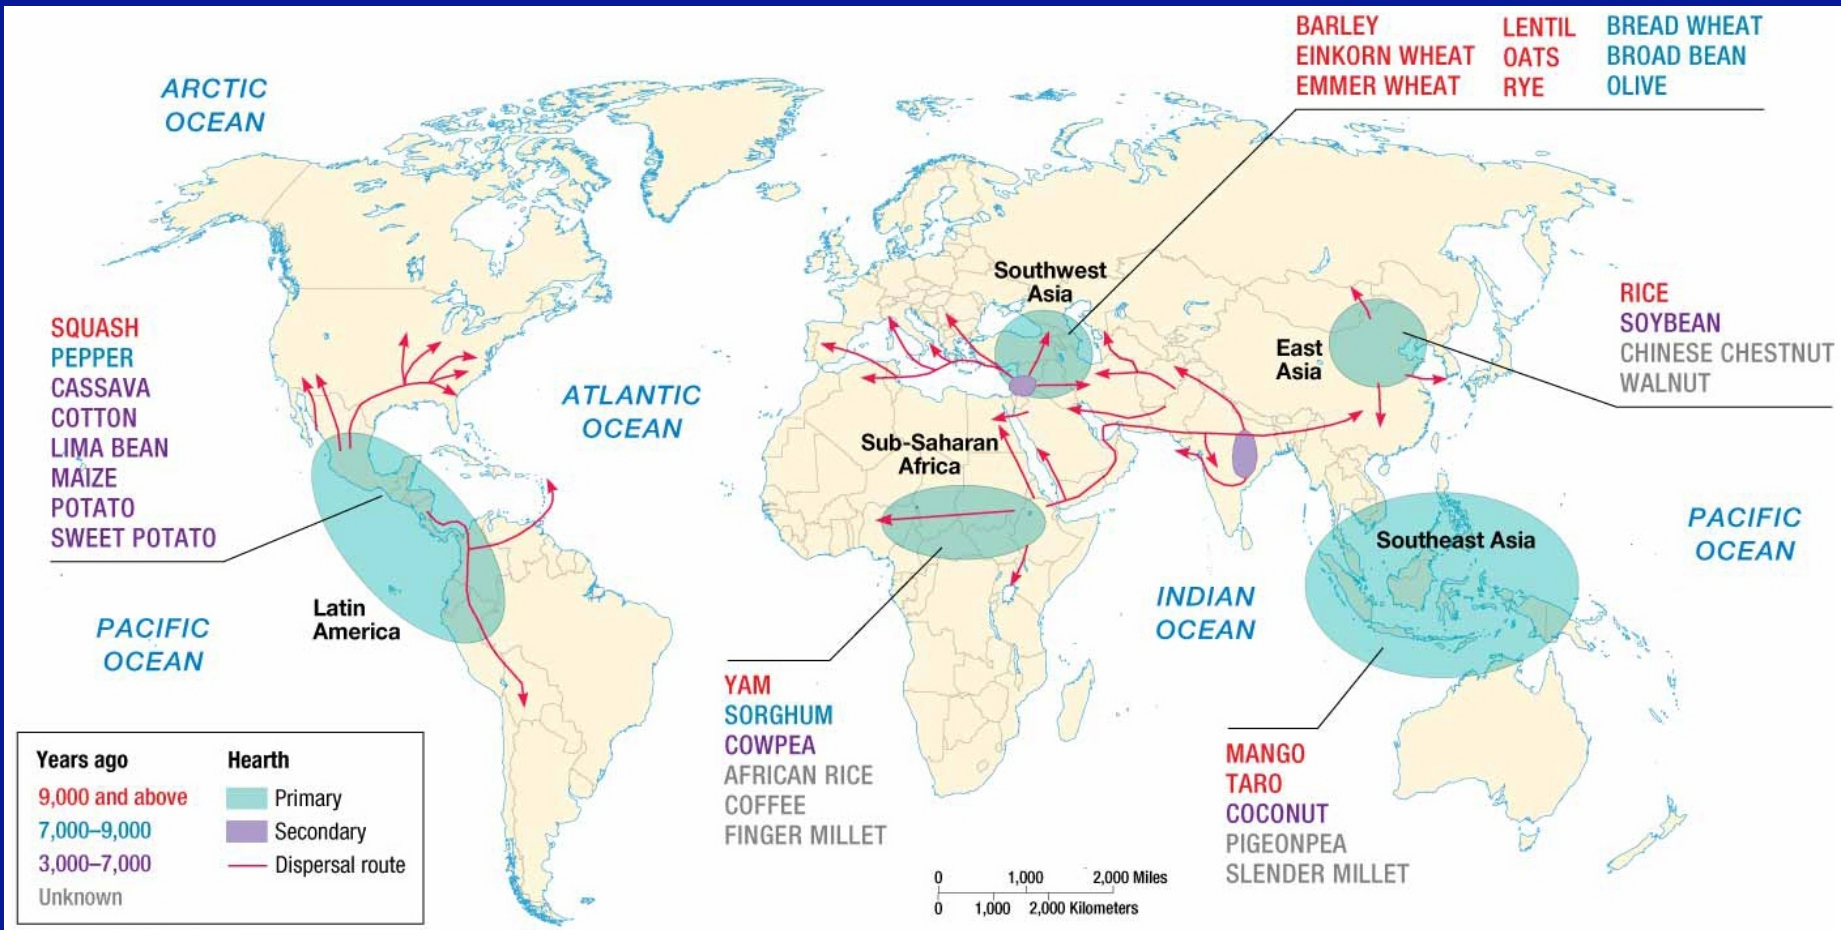 BARLEY
EINKORN WHEAT
EMMER WHEAT
LENTIL
OATS
RYE
BREAD WHEAT
BROAD BEAN
OLIVE
ARCTIC
OCEAN
Southwest
Asia
RICE
SOYBEAN
CHINESE CHESTNUT
WALNUT
SQUASH
PEPPER
CASSAVA
COTTON
LIMA BEAN
MAIZE
POTATO
SWEET POTATO
East
Asia
ATLANTIC
OCEAN
Sub-Saharan
Africa
PACIFIC
OCEAN
Southeast Asia
INDIAN
OCEAN
Latin
America
PACIFIC
OCEAN
YAM
SORGHUM
COWPEA
AFRICAN RICE
COFFEE
FINGER MILLET
MANGO
TARO
COCONUT
PIGEONPEA
SLENDER MILLET
Years ago
9,000 and above
7,000–9,000
3,000–7,000
Unknown
Hearth
Primary
Secondary
Dispersal route
0 1,000 2,000 Miles
0 1,000 2,000 Kilometers